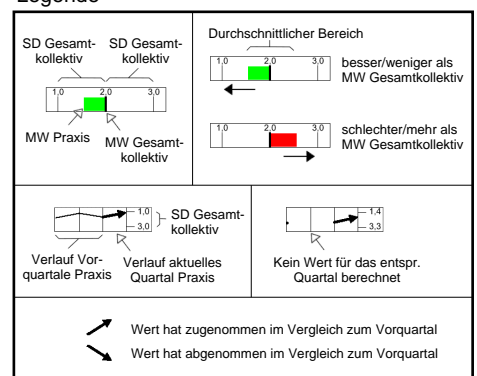 Legende
SD Gesamt-
kollektiv
SD Gesamt-
kollektiv
1,0 2,0 3,0
MW Praxis
MW Gesamt-
kollektiv
Durchschnittlicher Bereich
1,0 2,0 3,0
besser/weniger als
MW Gesamtkollektiv
1,0 2,0 3,0
schlechter/mehr als
MW Gesamtkollektiv
1,0
3,0
SD Gesamt-
kollektiv
Verlauf Vor-
quartale Praxis
Verlauf aktuelles
Quartal Praxis
1,4
3,3
Kein Wert für das entspr.
Quartal berechnet
Wert hat zugenommen im Vergleich zum Vorquartal
Wert hat abgenommen im Vergleich zum Vorquartal